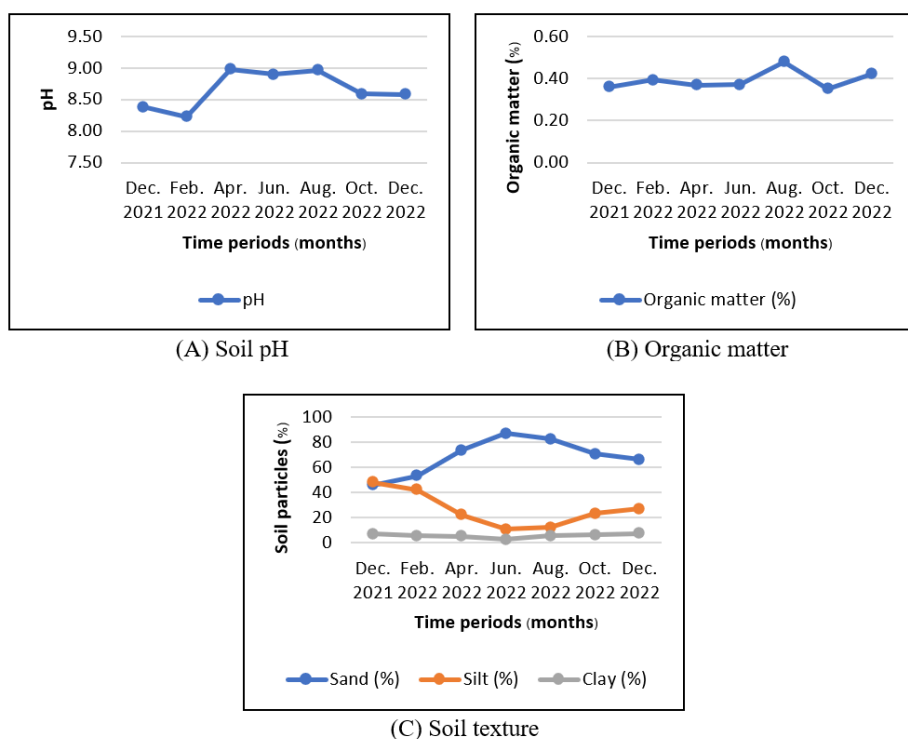 9.50
9.00
8.50
8.00
7.50
pH
Dec. Feb. Apr. Jun. Aug. Oct. Dec.
2021 2022 2022 2022 2022 2022 2022
Time periods (months)
pH
(A) Soil pH
0.60
0.40
0.20
0.00
Organic matter (%)
Dec. Feb. Apr. Jun. Aug. Oct. Dec.
2021 2022 2022 2022 2022 2022 2022
Time periods (months)
Organic matter (%)
(B) Organic matter
100
80
60
40
20
0
Soil particles (%)
Dec. Feb. Apr. Jun. Aug. Oct. Dec.
2021 2022 2022 2022 2022 2022 2022
Time periods (months)
Sand (%) Silt (%) Clay (%)
(C) Soil texture